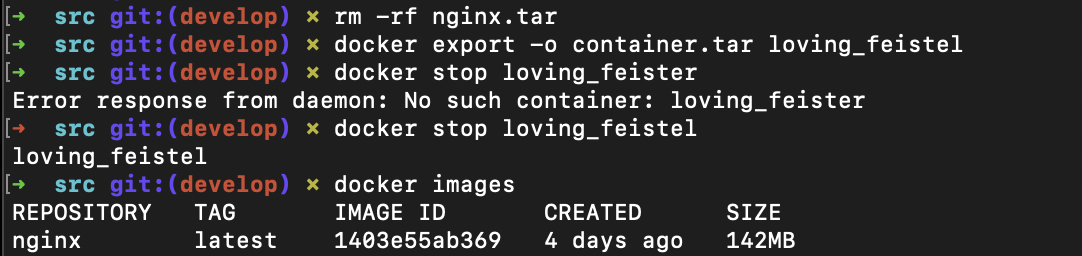 [➜  src git:(develop) ✗ rm -rf nginx.tar
[➜  src git:(develop) ✗ docker export -o container.tar loving_feistel
[➜  src git:(develop) ✗ docker stop loving_feister
Error response from daemon: No such container: loving_feister
[➜  src git:(develop) ✗ docker stop loving_feistel
loving_feistel
[➜  src git:(develop) ✗ docker images
REPOSITORY   TAG       IMAGE ID       CREATED      SIZE
nginx        latest    1403e55ab369   4 days ago   142MB